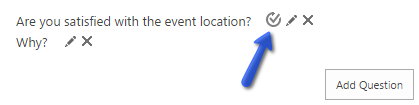 Are you satisfied with the event location?
Why?
Add Question